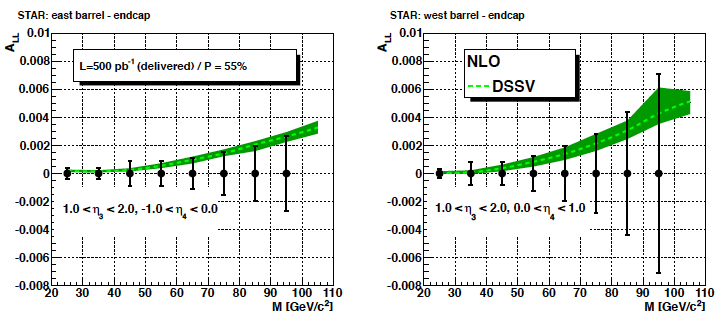 STAR: east barrel - endcap
A_LL
0.01
0.008
0.006
0.004
0.002
0
-0.002
-0.004
-0.006
-0.008
L=500 pb⁻¹ (delivered) / P = 55%
1.0 < η₃ < 2.0, -1.0 < η₄ < 0.0
20 30 40 50 60 70 80 90 100 110
M [GeV/c²]
STAR: west barrel - endcap
A_LL
0.01
0.008
0.006
0.004
0.002
0
-0.002
-0.004
-0.006
-0.008
NLO
DSSV
1.0 < η₃ < 2.0, 0.0 < η₄ < 1.0
20 30 40 50 60 70 80 90 100 110
M [GeV/c²]